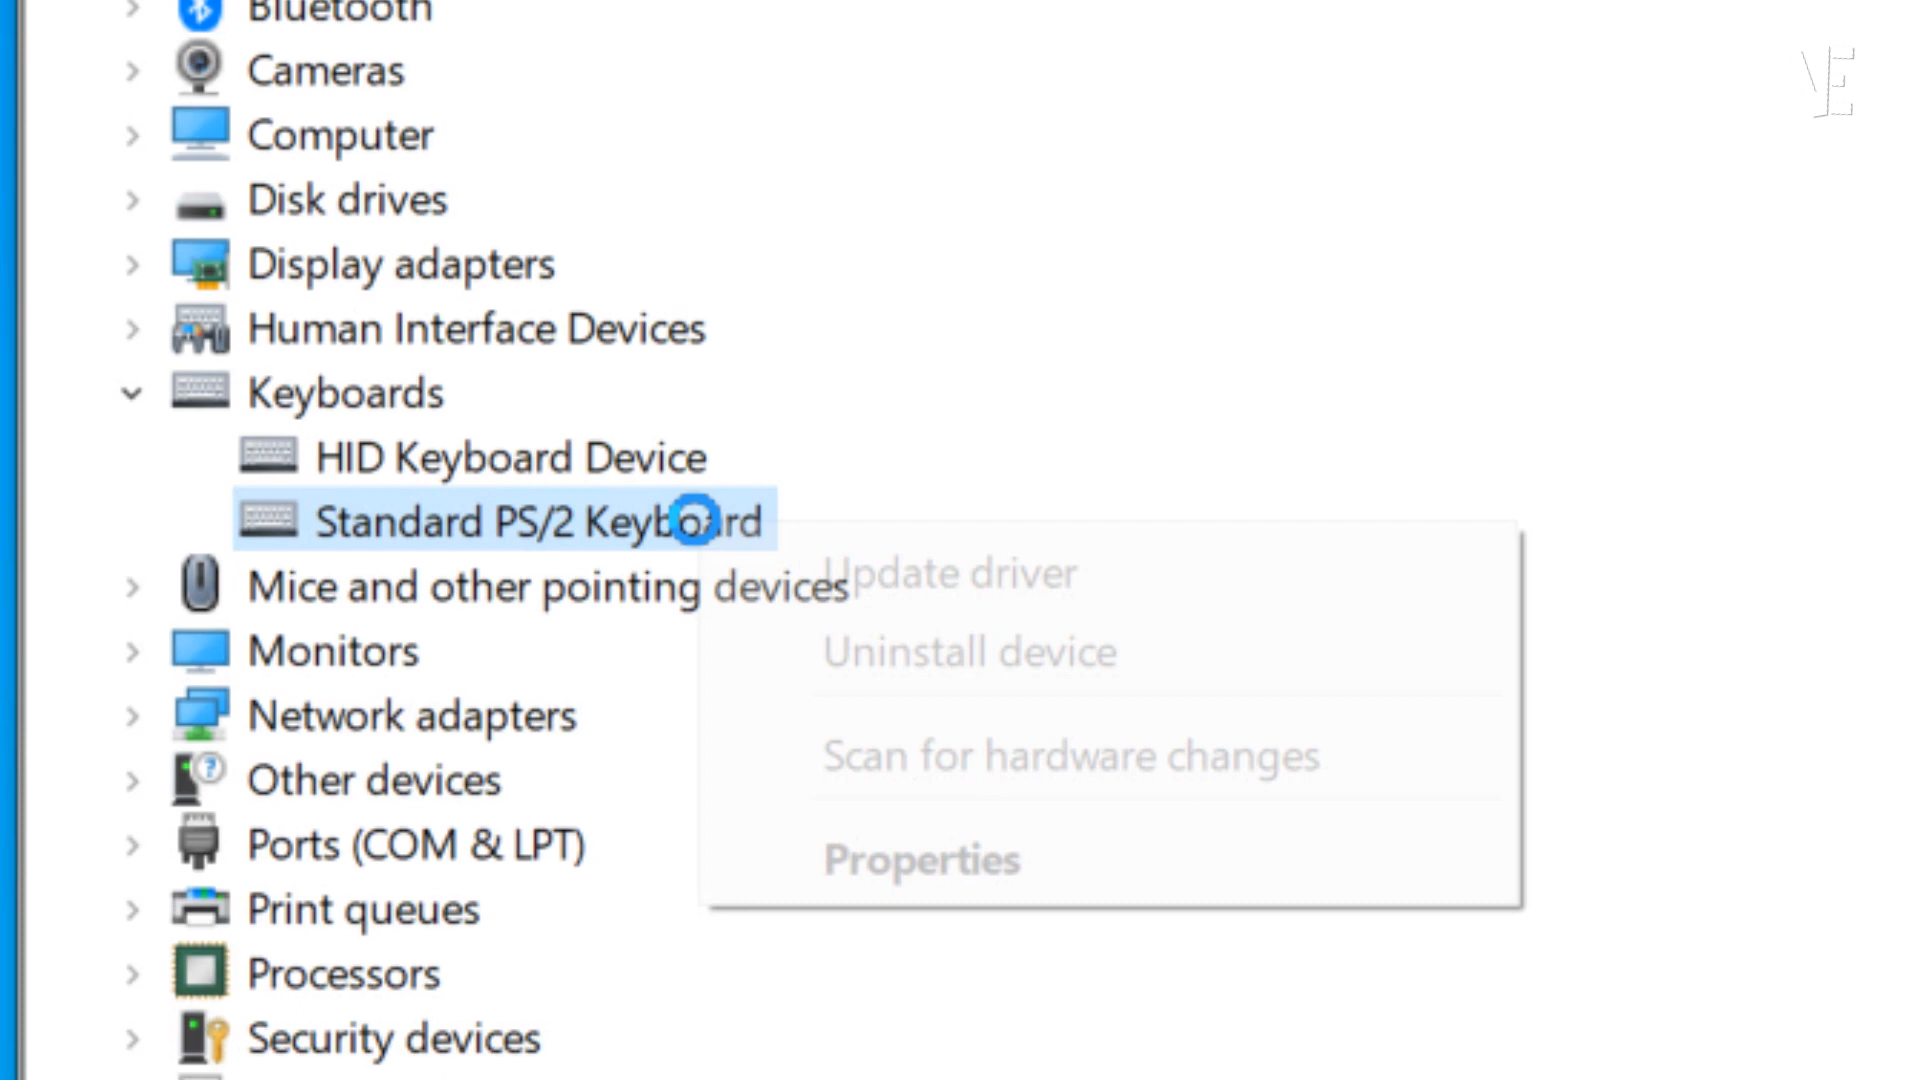 Bluetooth
Cameras
Computer
Disk drives
Display adapters
Human Interface Devices
Keyboards
HID Keyboard Device
Standard PS/2 Keyboard
Update driver
Mice and other pointing devices
Uninstall device
Monitors
Network adapters
Scan for hardware changes
Other devices
Ports (COM & LPT)
Properties
Print queues
Processors
Security devices